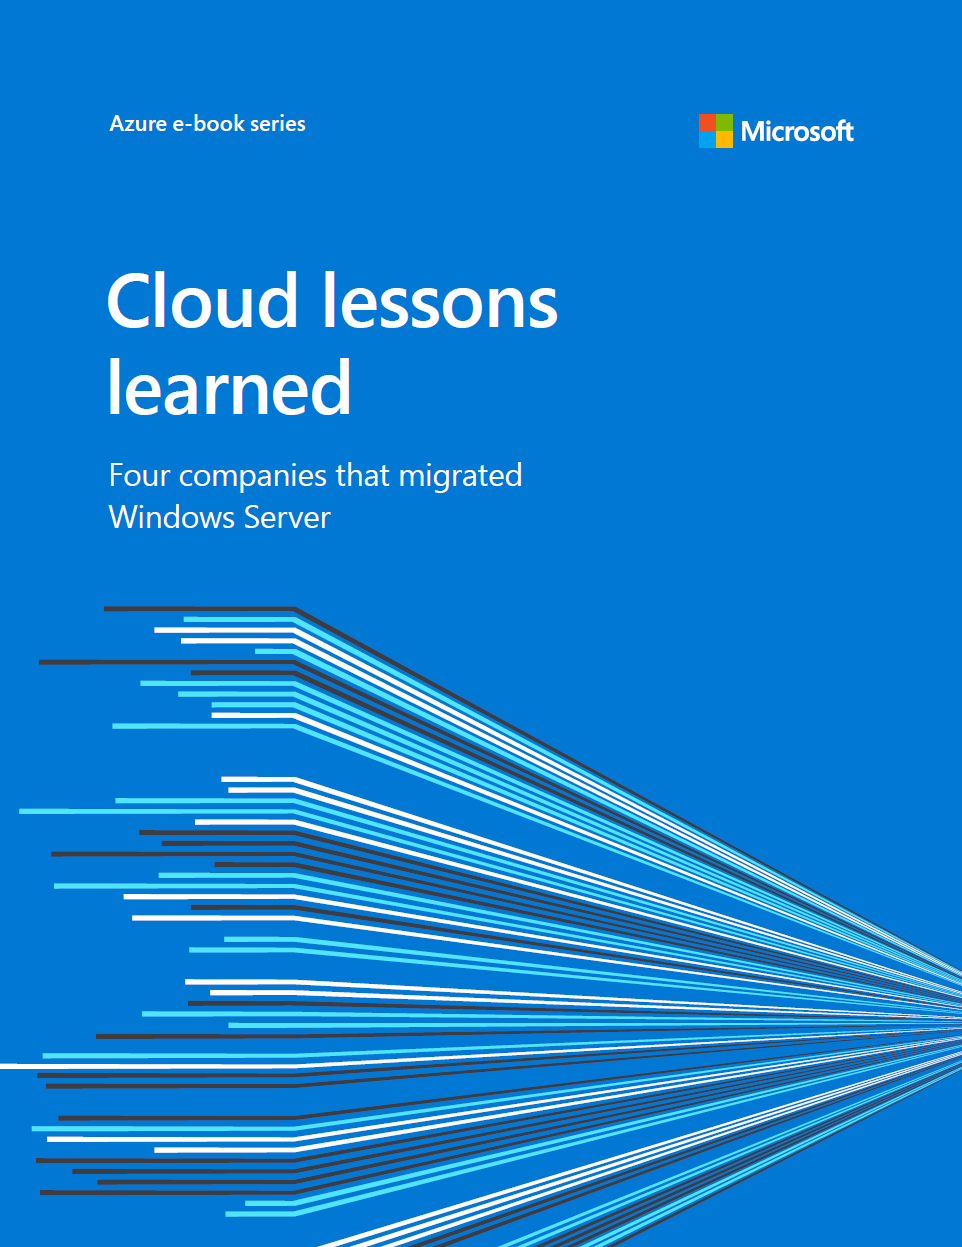 Azure e-book series
Microsoft
Cloud lessons
learned
Four companies that migrated
Windows Server